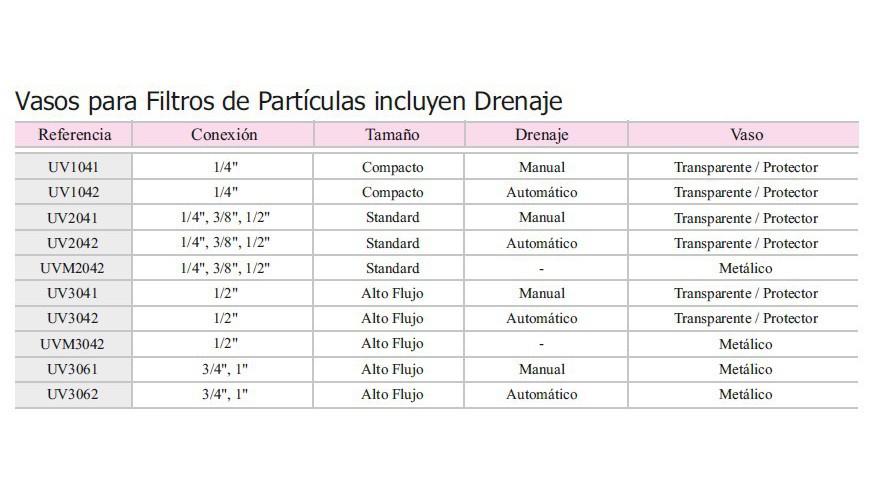 Vasos para Filtros de Partículas incluyen Drenaje
Referencia Conexión Tamaño Drenaje Vaso
UV1041 1/4" Compacto Manual Transparente / Protector
UV1042 1/4" Compacto Automático Transparente / Protector
UV2041 1/4", 3/8", 1/2" Standard Manual Transparente / Protector
UV2042 1/4", 3/8", 1/2" Standard Automático Transparente / Protector
UVM2042 1/4", 3/8", 1/2" Standard - Metálico
UV3041 1/2" Alto Flujo Manual Transparente / Protector
UV3042 1/2" Alto Flujo Automático Transparente / Protector
UVM3042 1/2" Alto Flujo - Metálico
UV3061 3/4", 1" Alto Flujo Manual Metálico
UV3062 3/4", 1" Alto Flujo Automático Metálico